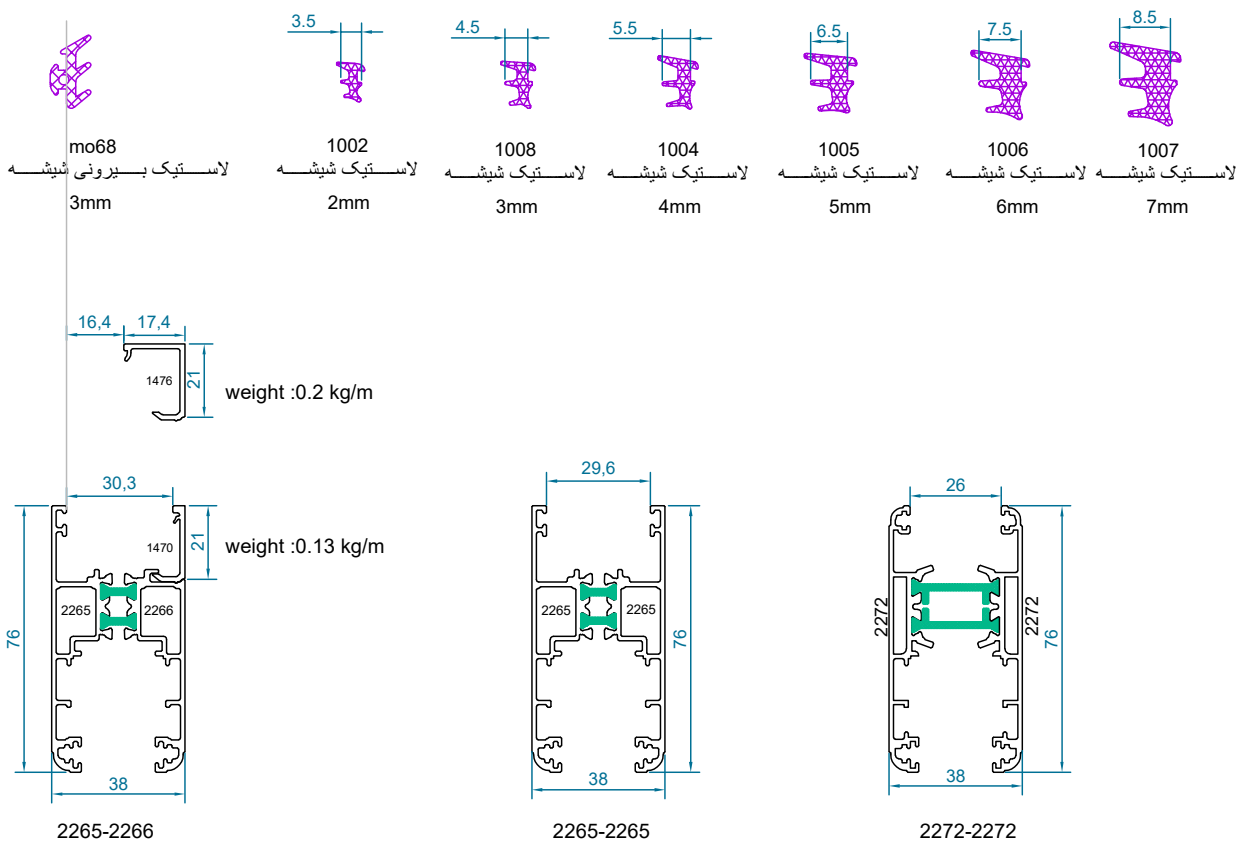 3.5
4.5
5.5
6.5
7.5
8.5
mo68
لاستیک بیرونی شیشه
3mm
1002
لاستیک شیشه
2mm
1008
لاستیک شیشه
3mm
1004
لاستیک شیشه
4mm
1005
لاستیک شیشه
5mm
1006
لاستیک شیشه
6mm
1007
لاستیک شیشه
7mm
16,4
17,4
1476
21
weight :0.2 kg/m
30,3
1470
21
weight :0.13 kg/m
2265
2266
76
38
2265-2266
29,6
2265
2265
76
38
2265-2265
26
2272
2272
76
38
2272-2272